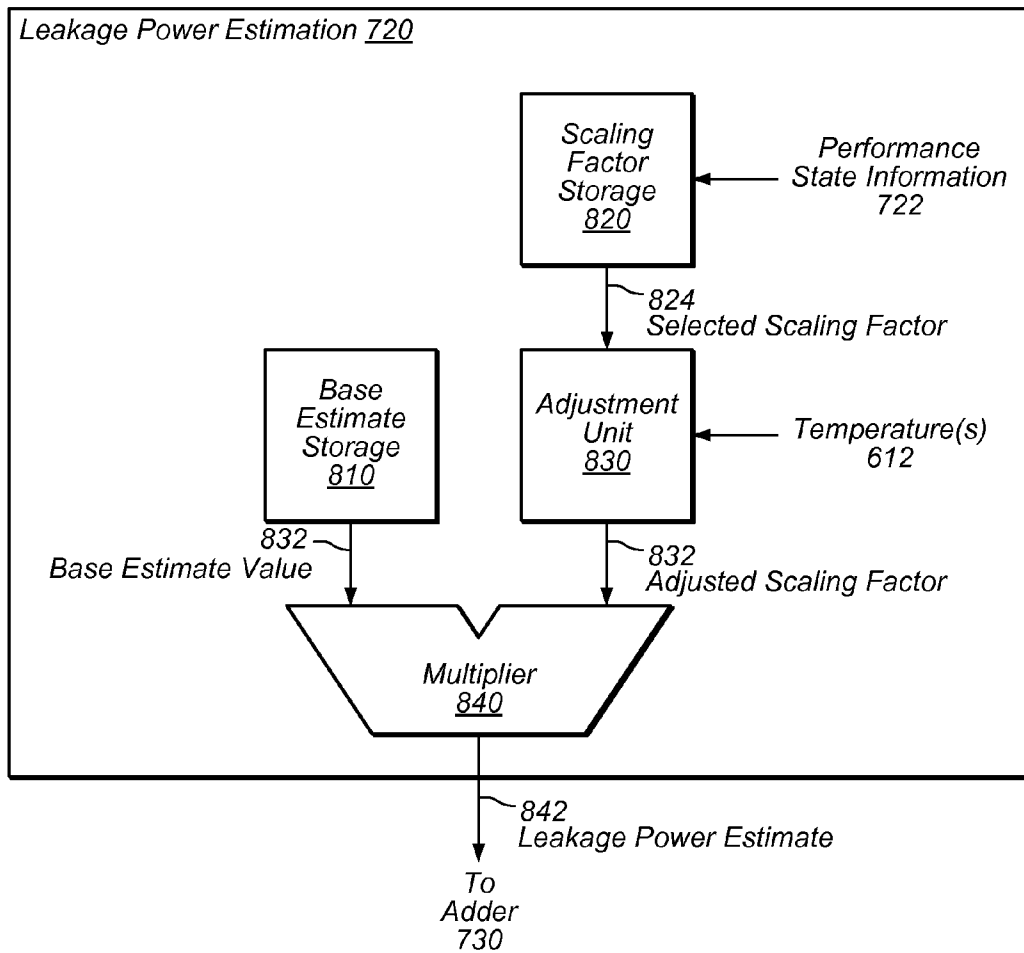 Leakage Power Estimation 720
Scaling
Factor
Storage
820
Performance
State Information
722
824
Selected Scaling Factor
Base
Estimate
Storage
810
Adjustment
Unit
830
Temperature(s)
612
832
Base Estimate Value
832
Adjusted Scaling Factor
Multiplier
840
842
Leakage Power Estimate
To
Adder
730